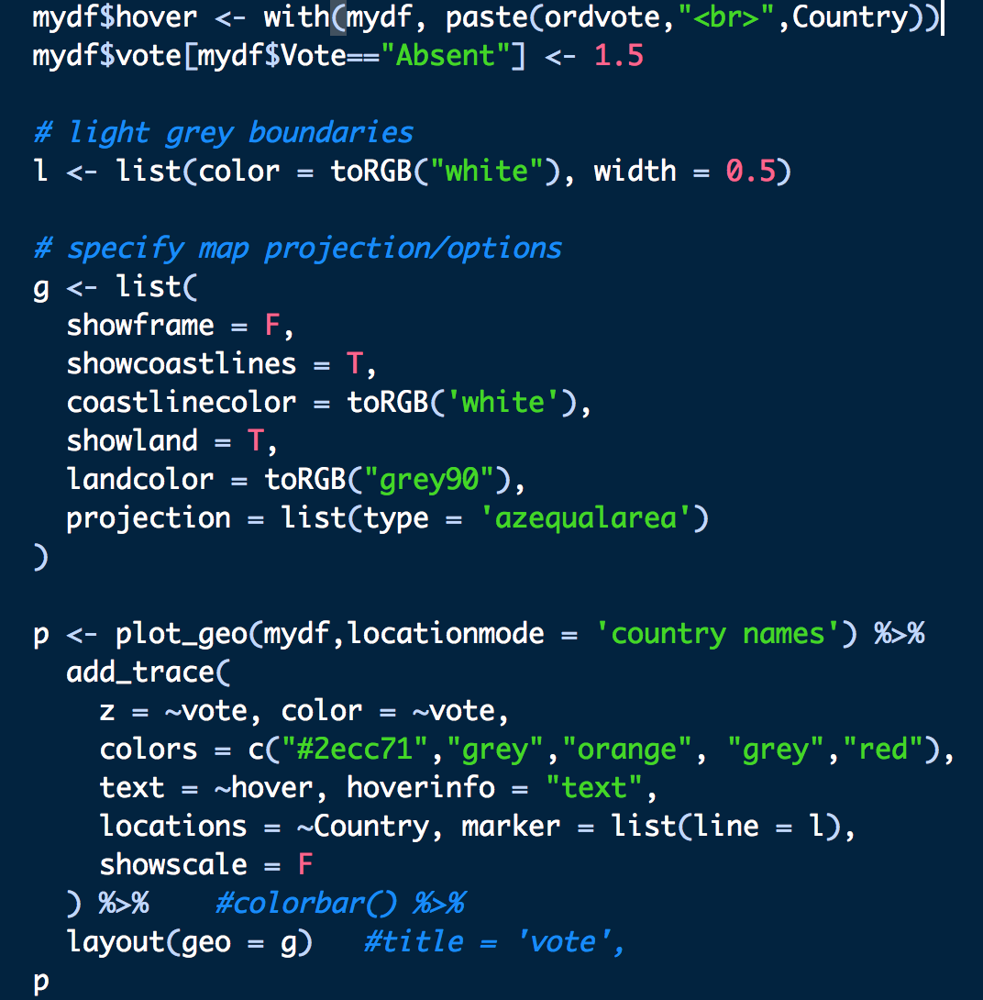 mydf$hover <- with(mydf, paste(ordvote,"<br>",Country))
mydf$vote[mydf$Vote=="Absent"] <- 1.5
# light grey boundaries
l <- list(color = toRGB("white"), width = 0.5)
# specify map projection/options
g <- list(
showframe = F,
showcoastlines = T,
coastlinecolor = toRGB('white'),
showland = T,
landcolor = toRGB("grey90"),
projection = list(type = 'azequalarea')
)
p <- plot_geo(mydf,locationmode = 'country names') %>%
add_trace(
z = ~vote, color = ~vote,
colors = c("#2ecc71","grey","orange", "grey","red"),
text = ~hover, hoverinfo = "text",
locations = ~Country, marker = list(line = l),
showscale = F
) %>%    #colorbar() %>%
layout(geo = g)   #title = 'vote',
p